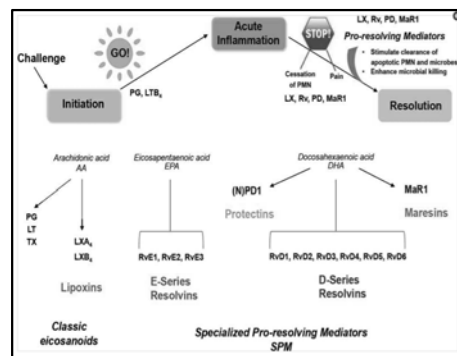 Challenge
GO!
Initiation
PG, LTB₄
Acute
Inflammation
STOP!
Cessation
of PMN
Pain
LX, Rv, PD, MaR1
LX, Rv, PD, MaR1
Pro-resolving Mediators
• Stimulate clearance of
apoptotic PMN and microbes
• Enhance microbial killing
Resolution
Arachidonic acid
AA
PG
LT
TX
LXA₄
LXB₄
Lipoxins
Classic
eicosanoids
Eicosapentaenoic acid
EPA
RvE1, RvE2, RvE3
E-Series
Resolvins
Docosahexaenoic acid
DHA
(N)PD1
Protectins
MaR1
Maresins
RvD1, RvD2, RvD3, RvD4, RvD5, RvD6
D-Series
Resolvins
Specialized Pro-resolving Mediators
SPM